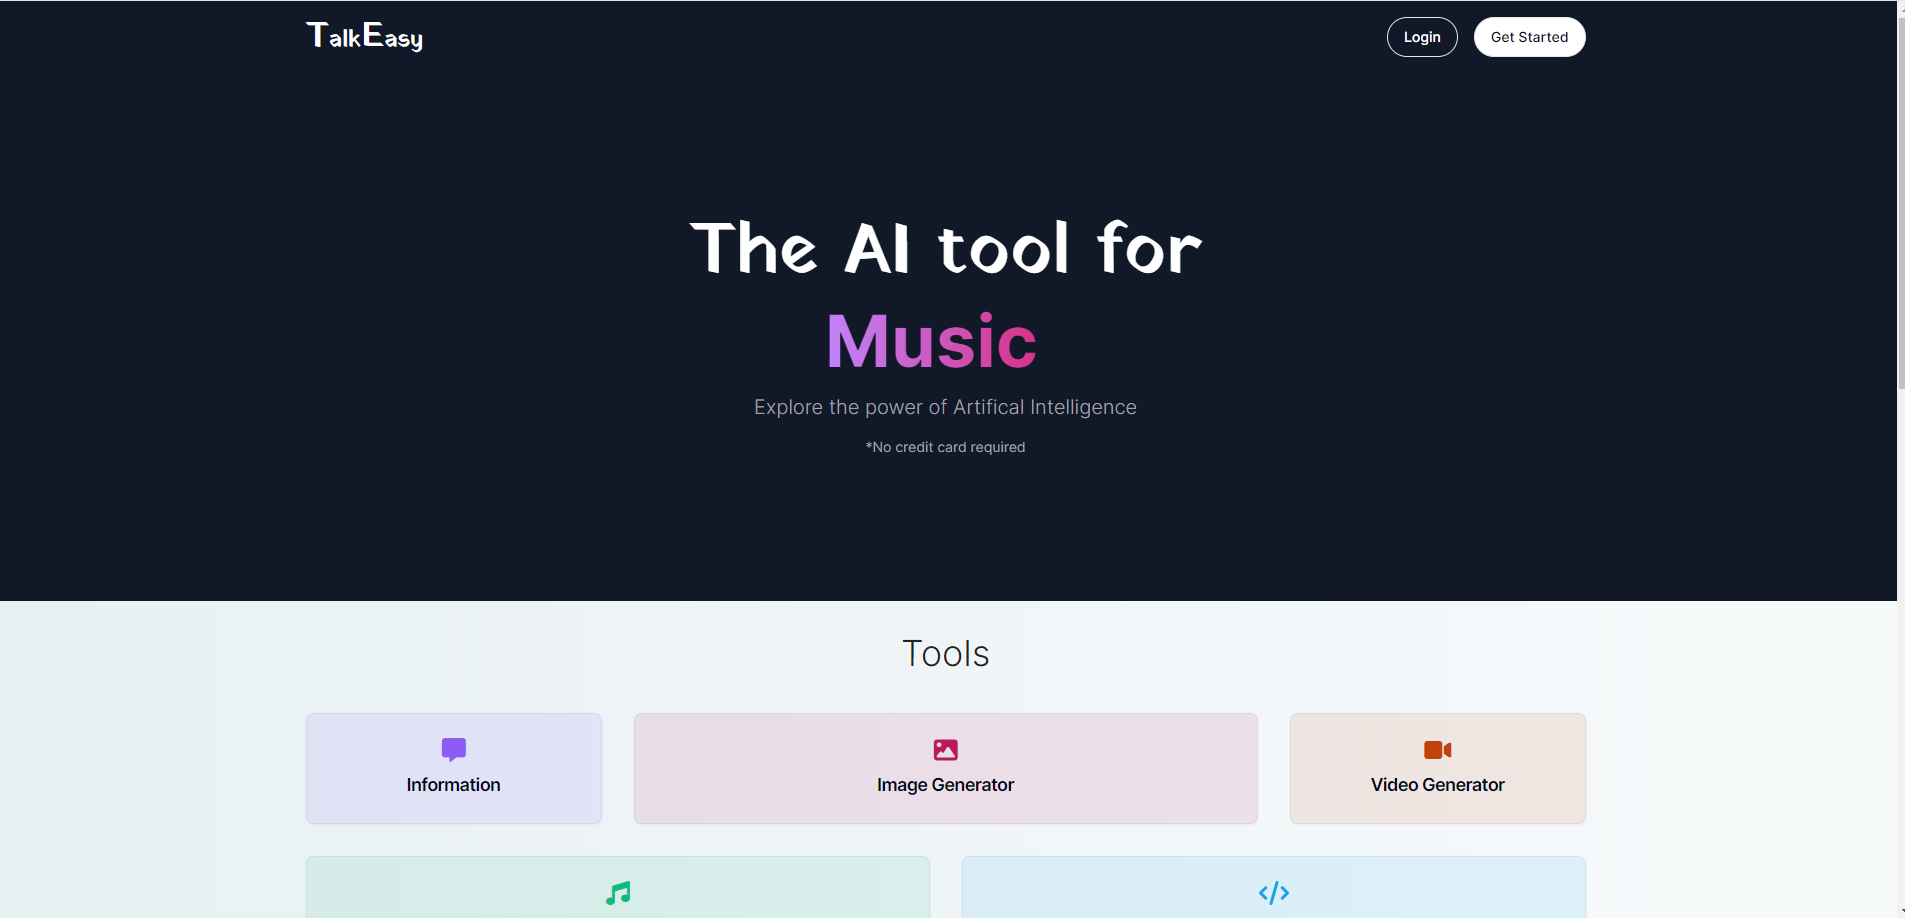 TalkEasy
Login
Get Started
The AI tool for
Music
Explore the power of Artifical Intelligence
*No credit card required
Tools
Information
Image Generator
Video Generator